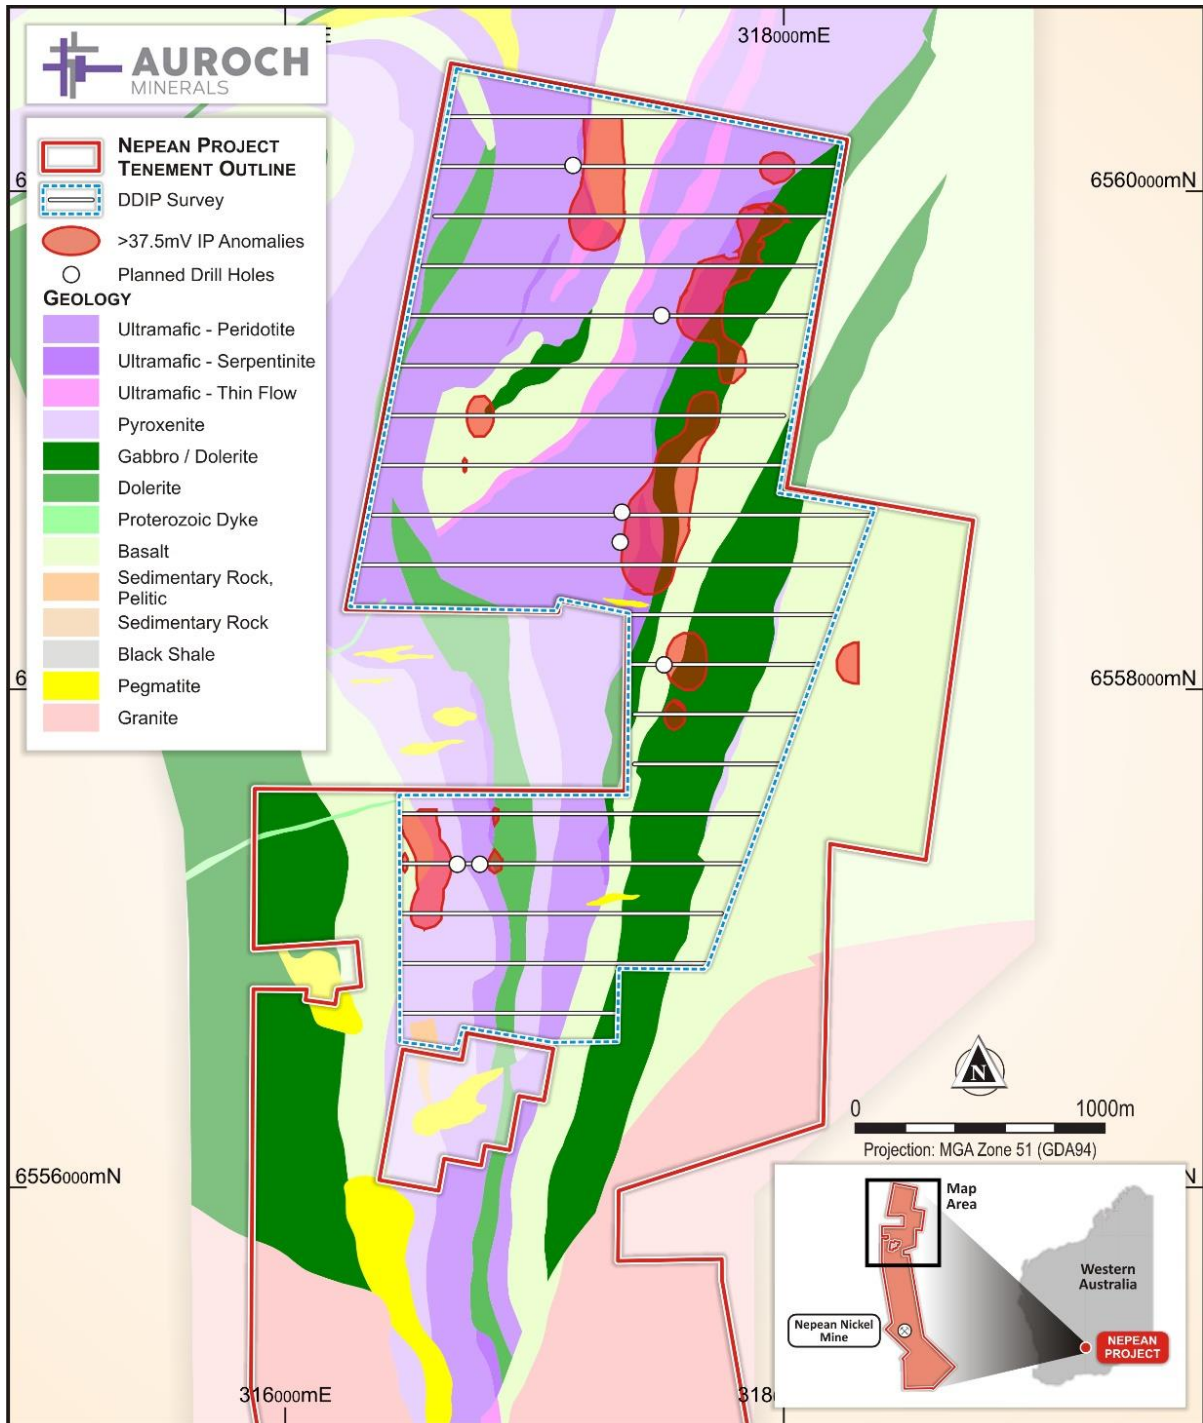 AUROCH
MINERALS
E
318000mE
NEPEAN PROJECT
TENEMENT OUTLINE
DDIP Survey
>37.5mV IP Anomalies
Planned Drill Holes
GEOLOGY
Ultramafic - Peridotite
Ultramafic - Serpentinite
Ultramafic - Thin Flow
Pyroxenite
Gabbro / Dolerite
Dolerite
Proterozoic Dyke
Basalt
Sedimentary Rock,
Pelitic
Sedimentary Rock
Black Shale
Pegmatite
Granite
6
6560000mN
6
6558000mN
N
0 1000m
Projection: MGA Zone 51 (GDA94)
6556000mN
N
Map
Area
Western
Australia
Nepean Nickel
Mine
NEPEAN
PROJECT
316000mE
318